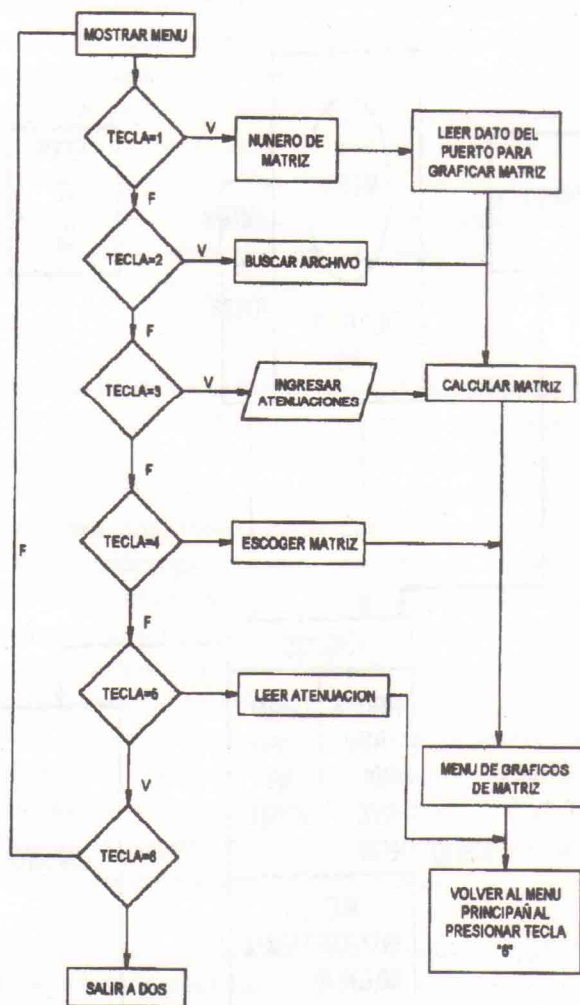 MOSTRAR MENU
TECLA=1
V
NUNERO DE
MATRIZ
LEER DATO DEL
PUERTO PARA
GRAFICAR MATRIZ
F
TECLA=2
V
BUSCAR ARCHIVO
F
TECLA=3
V
INGRESAR
ATENUACIONES
CALCULAR MATRIZ
F
TECLA=4
ESCOGER MATRIZ
F
F
TECLA=5
LEER ATENUACION
V
MENU DE GRAFICOS
DE MATRIZ
TECLA=6
VOLVER AL MENU
PRINCIPAÑAL
PRESIONAR TECLA
"6"
SALIR A DOS